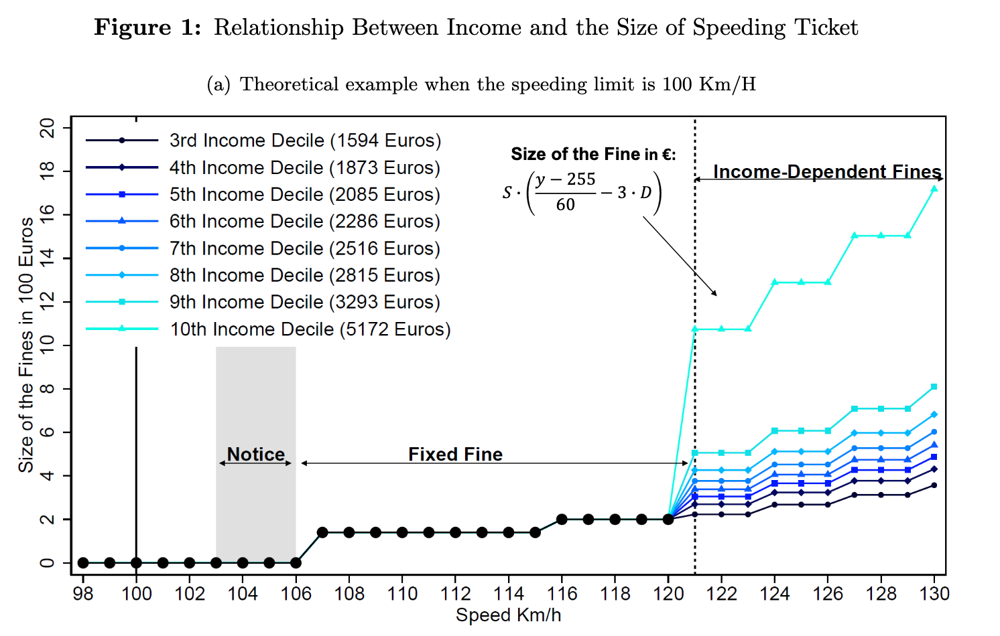 Figure 1: Relationship Between Income and the Size of Speeding Ticket
(a) Theoretical example when the speeding limit is 100 Km/H
Size of the Fines in 100 Euros
20
18
16
14
12
10
8
6
4
2
0
3rd Income Decile (1594 Euros)
4th Income Decile (1873 Euros)
5th Income Decile (2085 Euros)
6th Income Decile (2286 Euros)
7th Income Decile (2516 Euros)
8th Income Decile (2815 Euros)
9th Income Decile (3293 Euros)
10th Income Decile (5172 Euros)
Size of the Fine in €:
S · (y − 255 / 60 − 3 · D)
Income-Dependent Fines
Notice
Fixed Fine
98 100 102 104 106 108 110 112 114 116 118 120 122 124 126 128 130
Speed Km/h